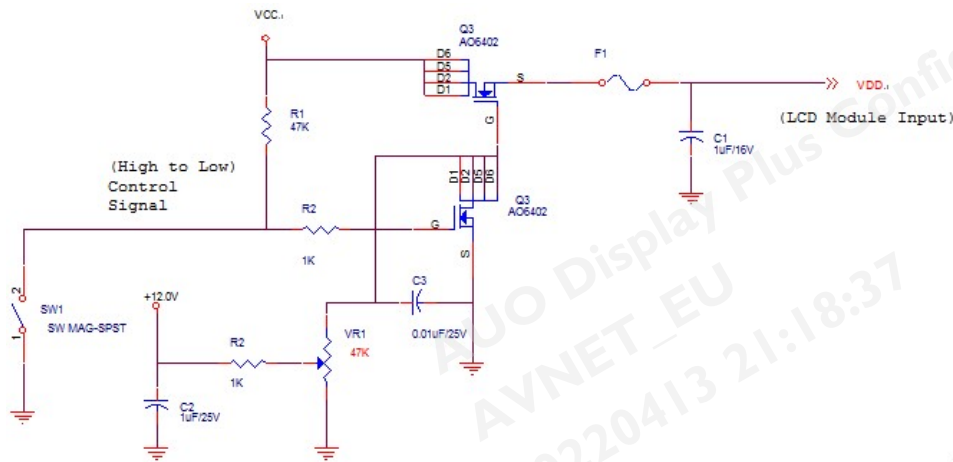 VCC.
Q3
AO6402
D6
D5
D2
D1
S
G
F1
VDD.
(LCD Module Input)
R1
47K
C1
1uF/16V
(High to Low)
Control
Signal
D1
D2
D5
D6
Q3
AO6402
R2
1K
G
S
2
SW1
SW MAG-SPST
1
+12.0V
C3
0.01uF/25V
R2
1K
VR1
47K
C2
1uF/25V
AUO Display Plus Confi
AVNET_EU
0220413 21:18:37